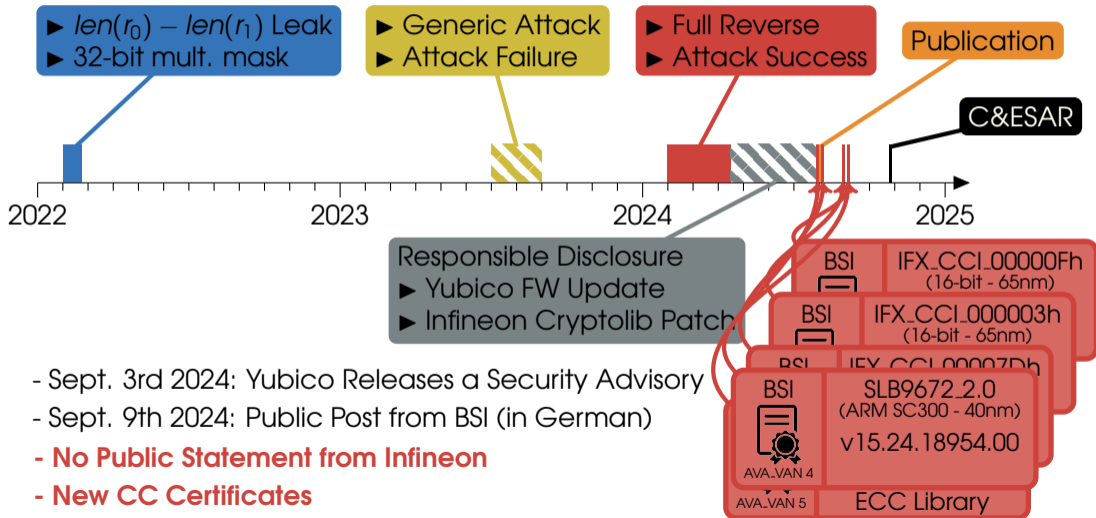 ► len(r₀) − len(r₁) Leak
► 32-bit mult. mask
► Generic Attack
► Attack Failure
► Full Reverse
► Attack Success
Publication
C&ESAR
2022
2023
2024
2025
Responsible Disclosure
► Yubico FW Update
► Infineon Cryptolib Patch
BSI
IFX_CCI_00000Fh
(16-bit - 65nm)
BSI
IFX_CCI_000003h
(16-bit - 65nm)
BSI
IFX_CCI_00007Dh
BSI
SLB9672_2.0
(ARM SC300 - 40nm)
v15.24.18954.00
AVA_VAN 4
AVA_VAN 5
ECC Library
- Sept. 3rd 2024: Yubico Releases a Security Advisory
- Sept. 9th 2024: Public Post from BSI (in German)
- No Public Statement from Infineon
- New CC Certificates